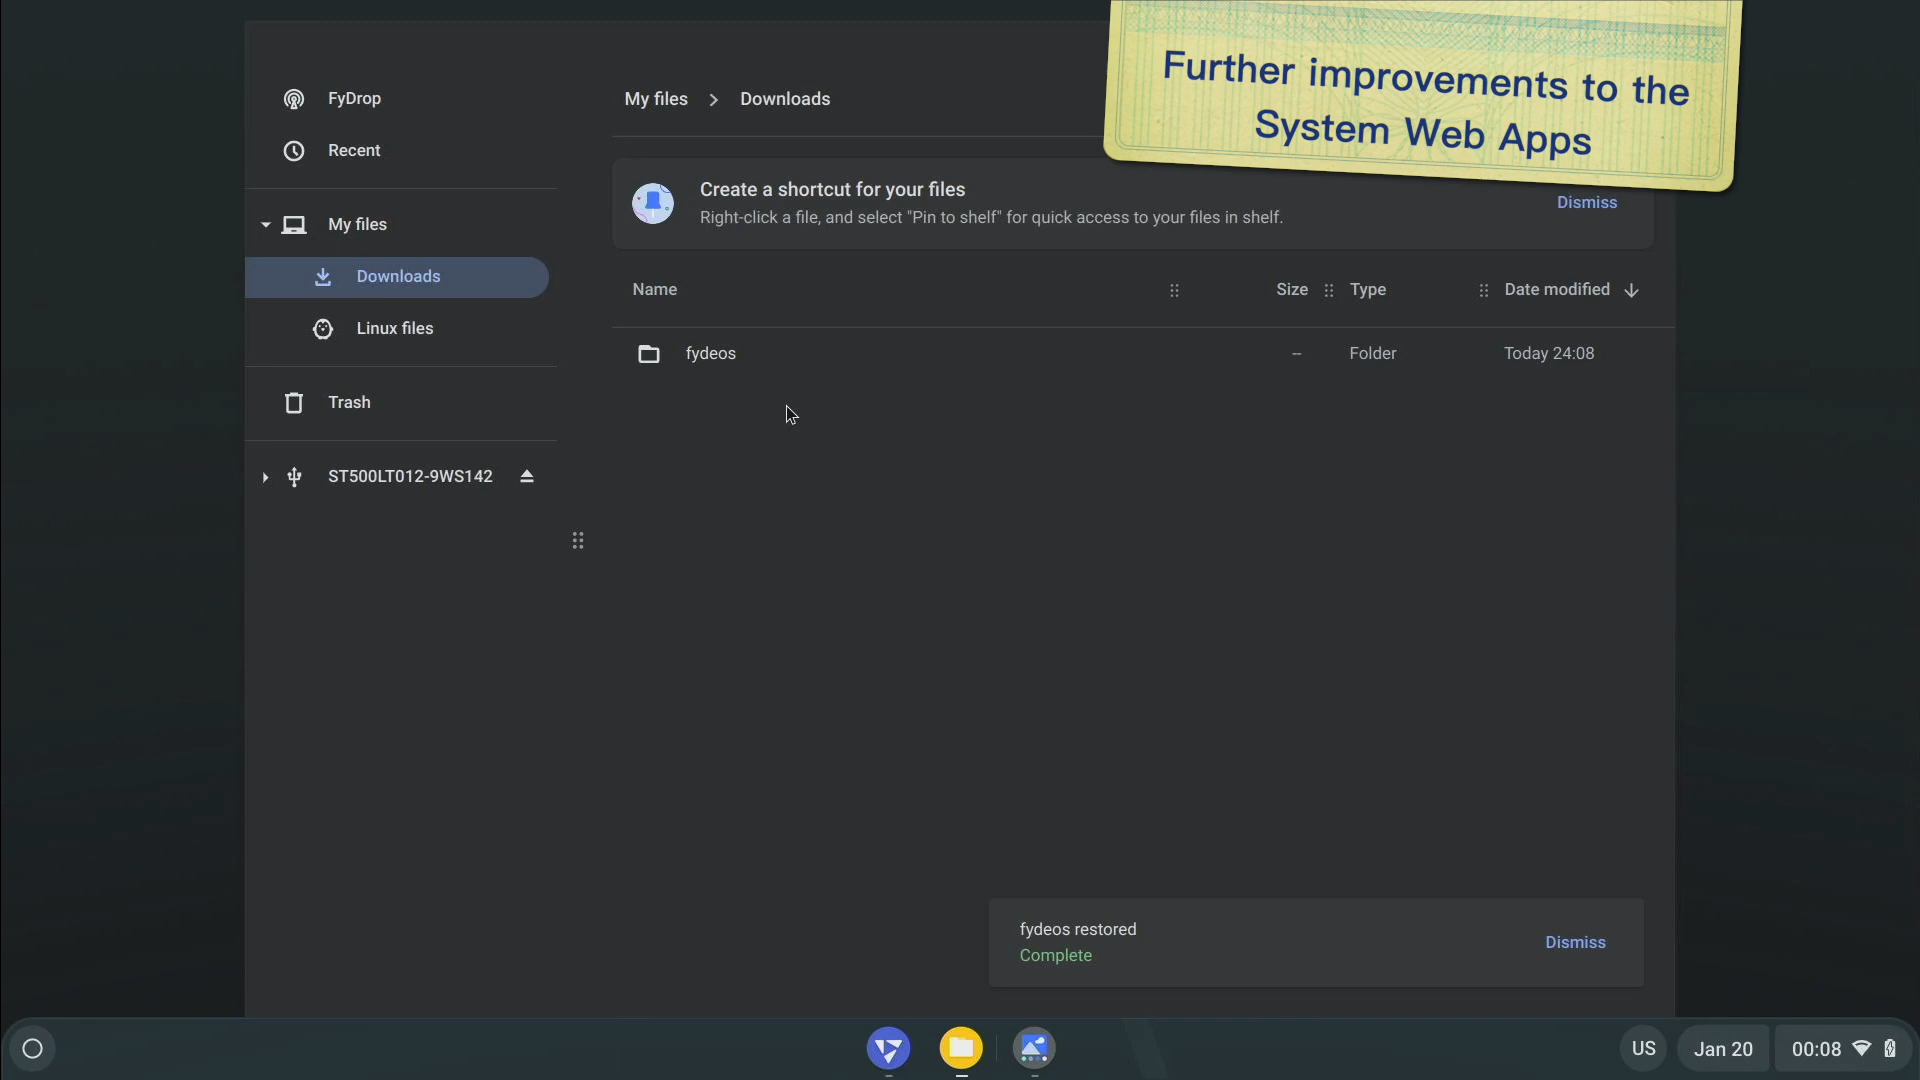 Further improvements to the
System Web Apps
FyDrop
Recent
My files
Downloads
Linux files
Trash
ST500LT012-9WS142
My files > Downloads
Create a shortcut for your files
Right-click a file, and select "Pin to shelf" for quick access to your files in shelf.
Dismiss
Name Size Type Date modified
fydeos -- Folder Today 24:08
fydeos restored
Complete
Dismiss
US Jan 20 00:08